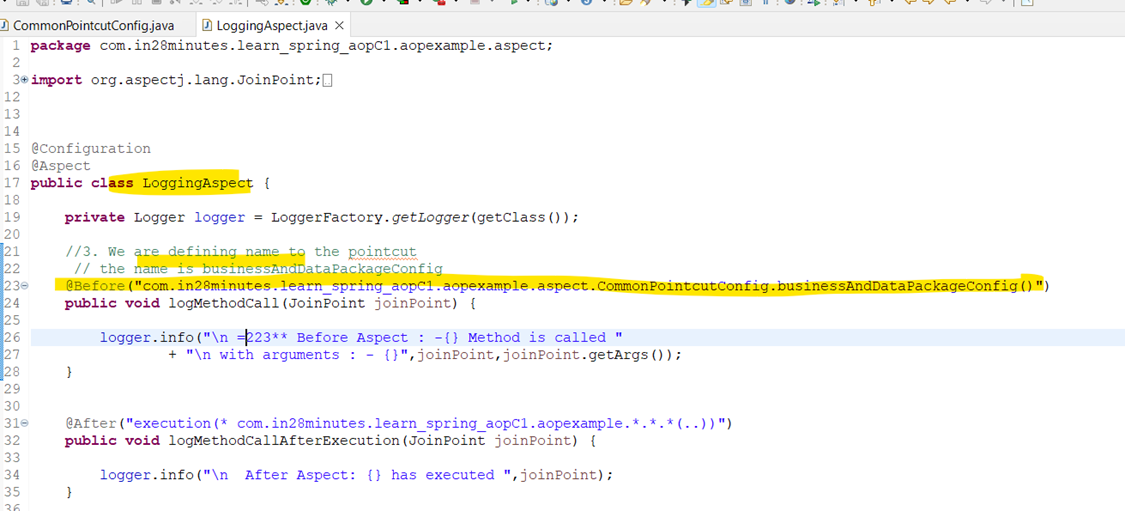 CommonPointcutConfig.java
LoggingAspect.java
1 package com.in28minutes.learn_spring_aopC1.aopexample.aspect;
2
3 import org.aspectj.lang.JoinPoint;
12
13
14
15 @Configuration
16 @Aspect
17 public class LoggingAspect {
18
19 private Logger logger = LoggerFactory.getLogger(getClass());
20
21 //3. We are defining name to the pointcut
22 // the name is businessAndDataPackageConfig
23 @Before("com.in28minutes.learn_spring_aopC1.aopexample.aspect.CommonPointcutConfig.businessAndDataPackageConfig()")
24 public void logMethodCall(JoinPoint joinPoint) {
25
26 logger.info("\n =223** Before Aspect : -{} Method is called "
27 + "\n with arguments : - {}",joinPoint,joinPoint.getArgs());
28 }
29
30
31 @After("execution(* com.in28minutes.learn_spring_aopC1.aopexample.*.*.*(..))")
32 public void logMethodCallAfterExecution(JoinPoint joinPoint) {
33
34 logger.info("\n  After Aspect: {} has executed ",joinPoint);
35 }
36